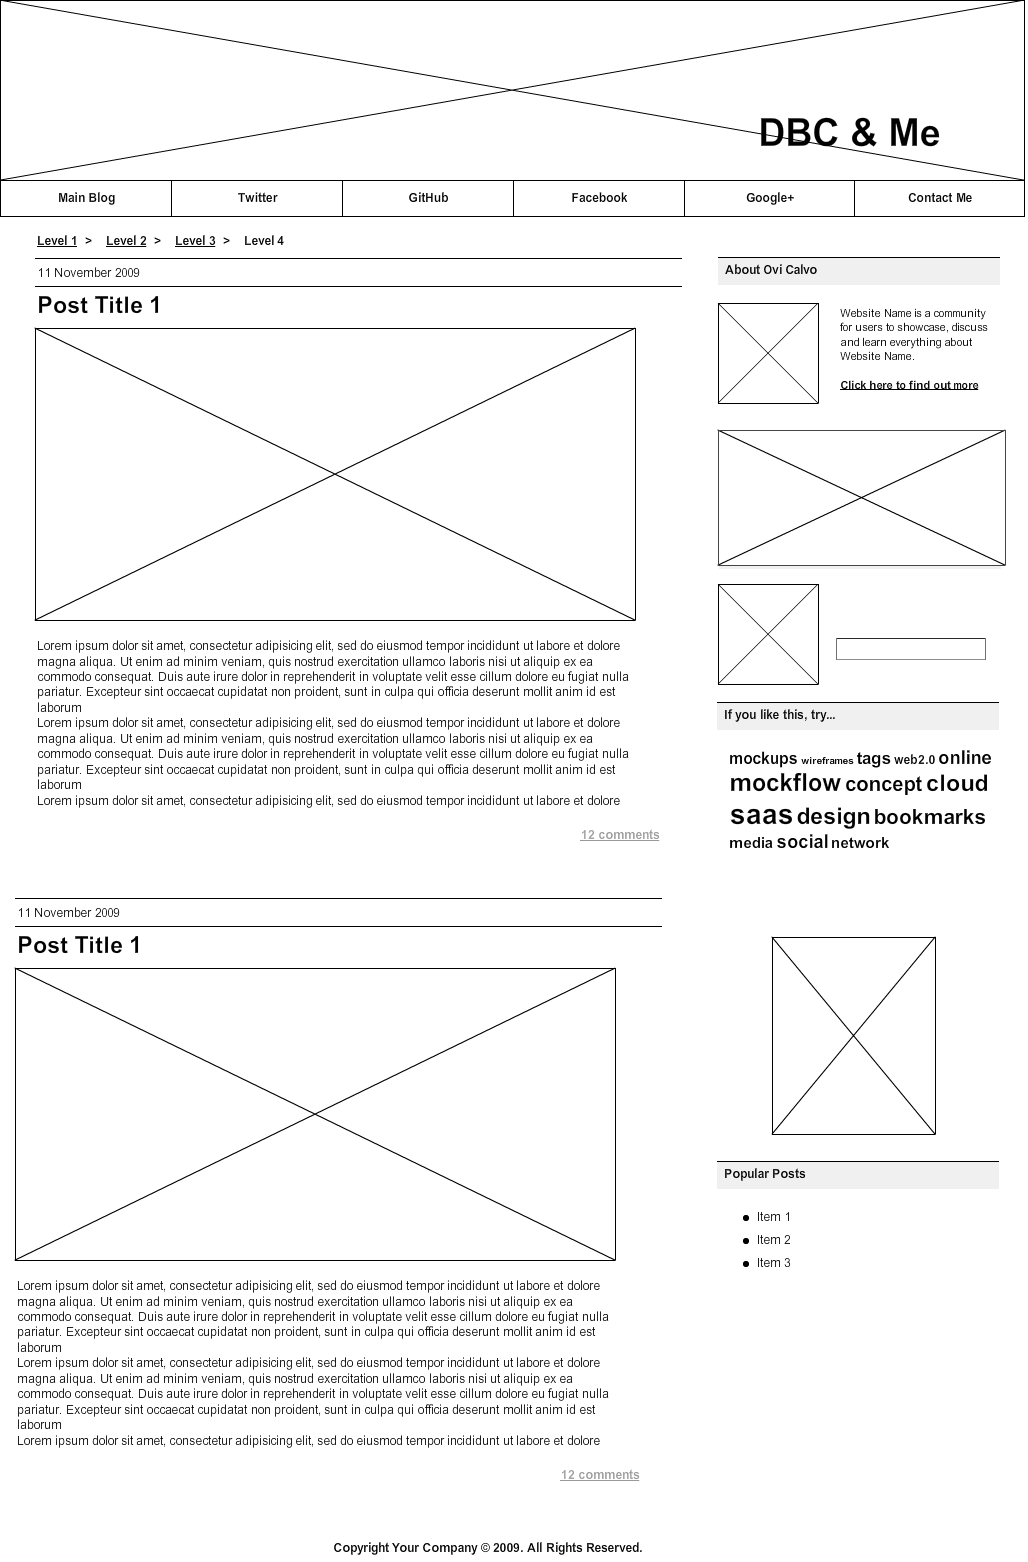 DBC & Me
Main Blog
Twitter
GitHub
Facebook
Google+
Contact Me
Level 1 > Level 2 > Level 3 > Level 4
11 November 2009
Post Title 1
Lorem ipsum dolor sit amet, consectetur adipisicing elit, sed do eiusmod tempor incididunt ut labore et dolore
magna aliqua. Ut enim ad minim veniam, quis nostrud exercitation ullamco laboris nisi ut aliquip ex ea
commodo consequat. Duis aute irure dolor in reprehenderit in voluptate velit esse cillum dolore eu fugiat nulla
pariatur. Excepteur sint occaecat cupidatat non proident, sunt in culpa qui officia deserunt mollit anim id est
laborum
Lorem ipsum dolor sit amet, consectetur adipisicing elit, sed do eiusmod tempor incididunt ut labore et dolore
magna aliqua. Ut enim ad minim veniam, quis nostrud exercitation ullamco laboris nisi ut aliquip ex ea
commodo consequat. Duis aute irure dolor in reprehenderit in voluptate velit esse cillum dolore eu fugiat nulla
pariatur. Excepteur sint occaecat cupidatat non proident, sunt in culpa qui officia deserunt mollit anim id est
laborum
Lorem ipsum dolor sit amet, consectetur adipisicing elit, sed do eiusmod tempor incididunt ut labore et dolore
12 comments
11 November 2009
Post Title 1
Lorem ipsum dolor sit amet, consectetur adipisicing elit, sed do eiusmod tempor incididunt ut labore et dolore
magna aliqua. Ut enim ad minim veniam, quis nostrud exercitation ullamco laboris nisi ut aliquip ex ea
commodo consequat. Duis aute irure dolor in reprehenderit in voluptate velit esse cillum dolore eu fugiat nulla
pariatur. Excepteur sint occaecat cupidatat non proident, sunt in culpa qui officia deserunt mollit anim id est
laborum
Lorem ipsum dolor sit amet, consectetur adipisicing elit, sed do eiusmod tempor incididunt ut labore et dolore
magna aliqua. Ut enim ad minim veniam, quis nostrud exercitation ullamco laboris nisi ut aliquip ex ea
commodo consequat. Duis aute irure dolor in reprehenderit in voluptate velit esse cillum dolore eu fugiat nulla
pariatur. Excepteur sint occaecat cupidatat non proident, sunt in culpa qui officia deserunt mollit anim id est
laborum
Lorem ipsum dolor sit amet, consectetur adipisicing elit, sed do eiusmod tempor incididunt ut labore et dolore
12 comments
About Ovi Calvo
Website Name is a community
for users to showcase, discuss
and learn everything about
Website Name.
Click here to find out more
If you like this, try...
mockups wireframes tags web2.0 online
mockflow concept cloud
saas design bookmarks
media social network
Popular Posts
Item 1
Item 2
Item 3
Copyright Your Company © 2009. All Rights Reserved.